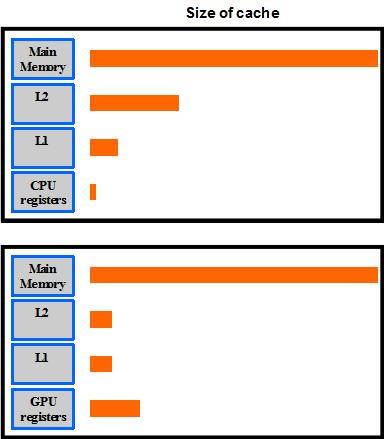 Size of cache
Main
Memory
L2
L1
CPU
registers
Main
Memory
L2
L1
GPU
registers